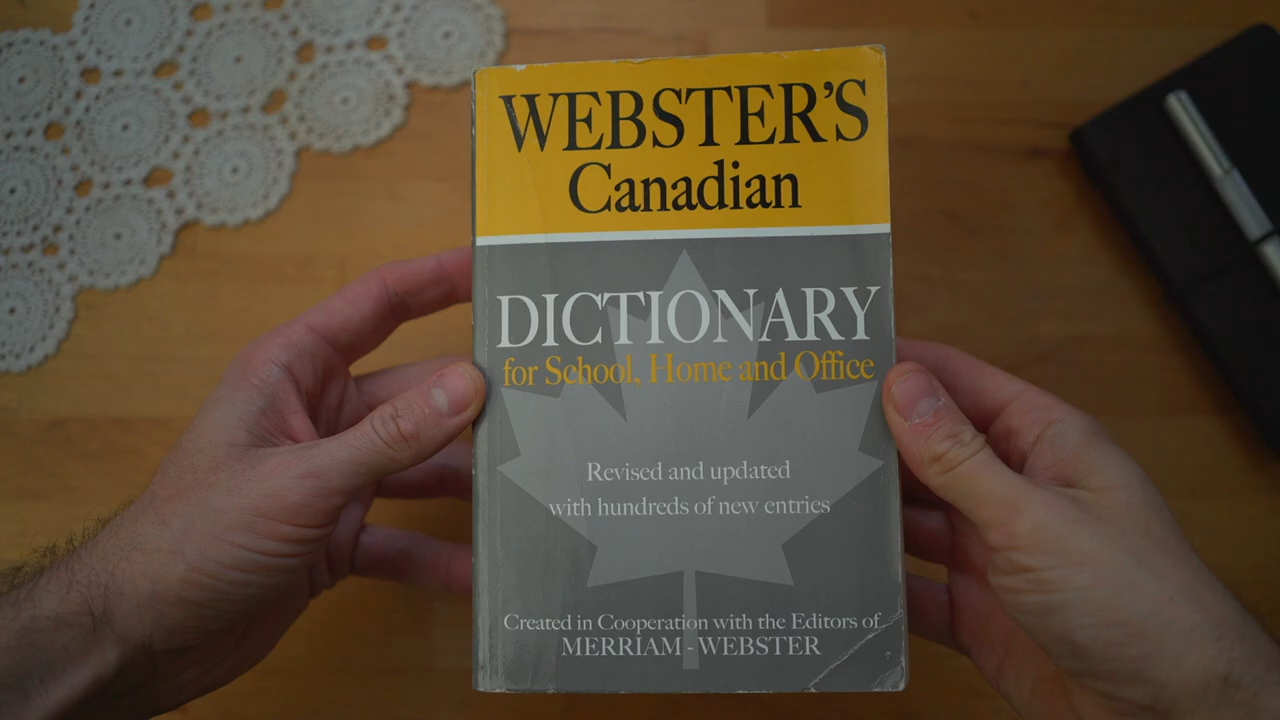 WEBSTER'S
Canadian
DICTIONARY
for School, Home and Office
Revised and updated
with hundreds of new entries
Created in Cooperation with the Editors of
MERRIAM - WEBSTER